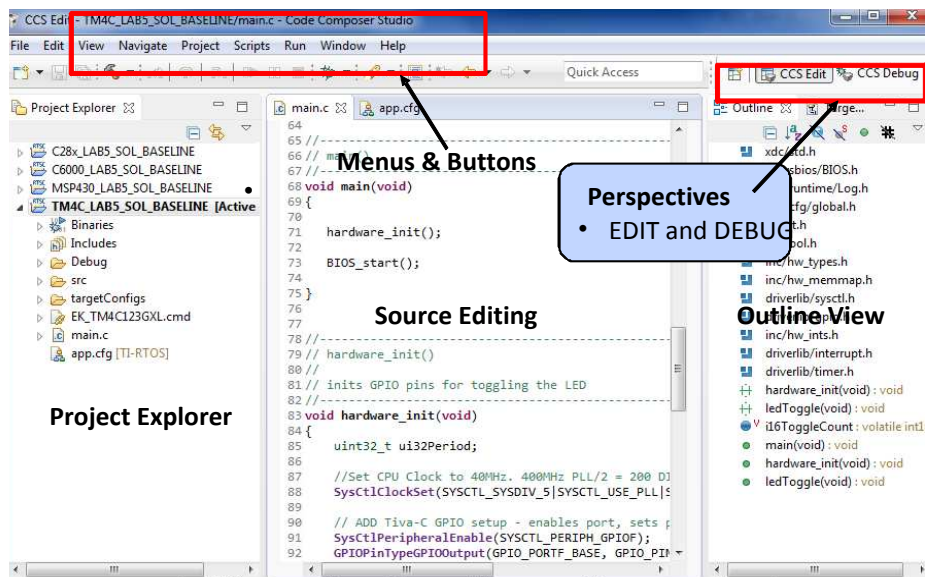 CCS Edit - TM4C_LAB5_SOL_BASELINE/main.c - Code Composer Studio
File Edit View Navigate Project Scripts Run Window Help
Quick Access
CCS Edit
CCS Debug
Project Explorer
C28x_LAB5_SOL_BASELINE
C6000_LAB5_SOL_BASELINE
MSP430_LAB5_SOL_BASELINE
TM4C_LAB5_SOL_BASELINE [Active
Binaries
Includes
Debug
src
targetConfigs
EK_TM4C123GXL.cmd
main.c
app.cfg [TI-RTOS]
Project Explorer
main.c
app.cfg
Menus & Buttons
64
65 //-----------------------------------------------
66 // main()
67 //-----------------------------------------------
68 void main(void)
69 {
70
71 hardware_init();
72
73 BIOS_start();
74
75 }
76
77
78 //-----------------------------------------------
79 // hardware_init()
80 //
81 // inits GPIO pins for toggling the LED
82 //-----------------------------------------------
83 void hardware_init(void)
84 {
85 uint32_t ui32Period;
86
87 //Set CPU Clock to 40MHz. 400MHz PLL/2 = 200 DI
88 SysCtlClockSet(SYSCTL_SYSDIV_5|SYSCTL_USE_PLL|S
89
90 // ADD Tiva-C GPIO setup - enables port, sets p
91 SysCtlPeripheralEnable(SYSCTL_PERIPH_GPIOF);
92 GPIOPinTypeGPIOOutput(GPIO_PORTF_BASE, GPIO_PIN
Source Editing
Perspectives
• EDIT and DEBUG
Outline
xdc/std.h
inc/hw_types.h
inc/hw_memmap.h
driverlib/sysctl.h
inc/hw_ints.h
driverlib/interrupt.h
driverlib/timer.h
hardware_init(void) : void
ledToggle(void) : void
i16ToggleCount : volatile int1
main(void) : void
hardware_init(void) : void
ledToggle(void) : void
Outline View